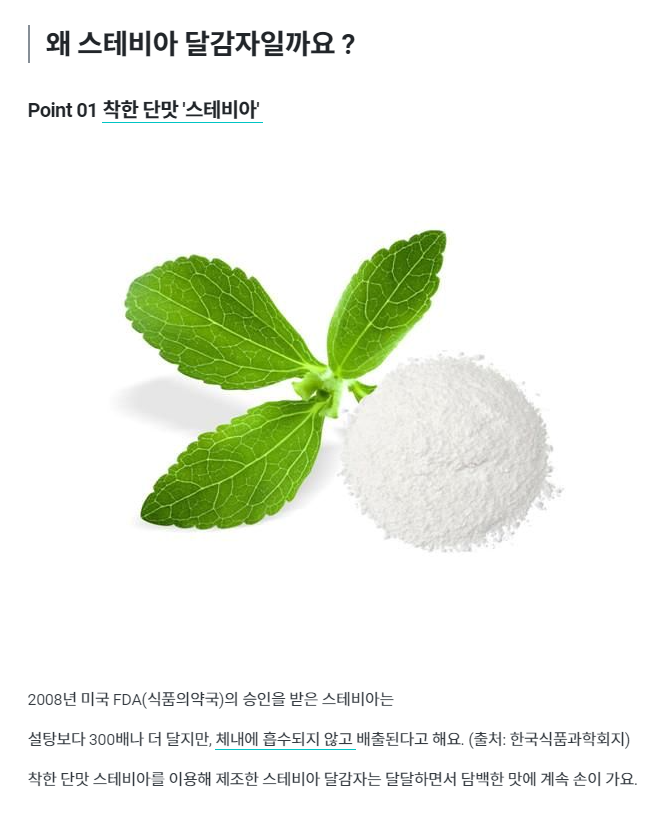 왜 스테비아 달감자일까요 ?
Point 01 착한 단맛 '스테비아'
2008년 미국 FDA(식품의약국)의 승인을 받은 스테비아는
설탕보다 300배나 더 달지만, 체내에 흡수되지 않고 배출된다고 해요. (출처: 한국식품과학회지)
착한 단맛 스테비아를 이용해 제조한 스테비아 달감자는 달달하면서 담백한 맛에 계속 손이 가요.